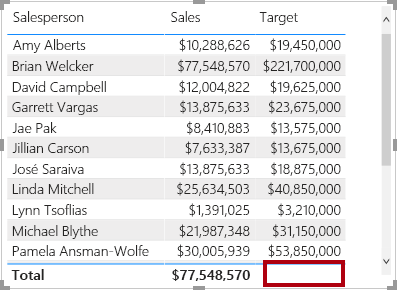 Salesperson Sales Target
Amy Alberts $10,288,626 $19,450,000
Brian Welcker $77,548,570 $221,700,000
David Campbell $12,004,822 $19,625,000
Garrett Vargas $13,875,633 $23,675,000
Jae Pak $8,410,883 $13,575,000
Jillian Carson $7,633,387 $13,675,000
José Saraiva $13,875,633 $18,875,000
Linda Mitchell $25,634,503 $40,850,000
Lynn Tsoflias $1,391,025 $3,210,000
Michael Blythe $21,987,348 $31,150,000
Pamela Ansman-Wolfe $30,005,939 $53,850,000
Total $77,548,570